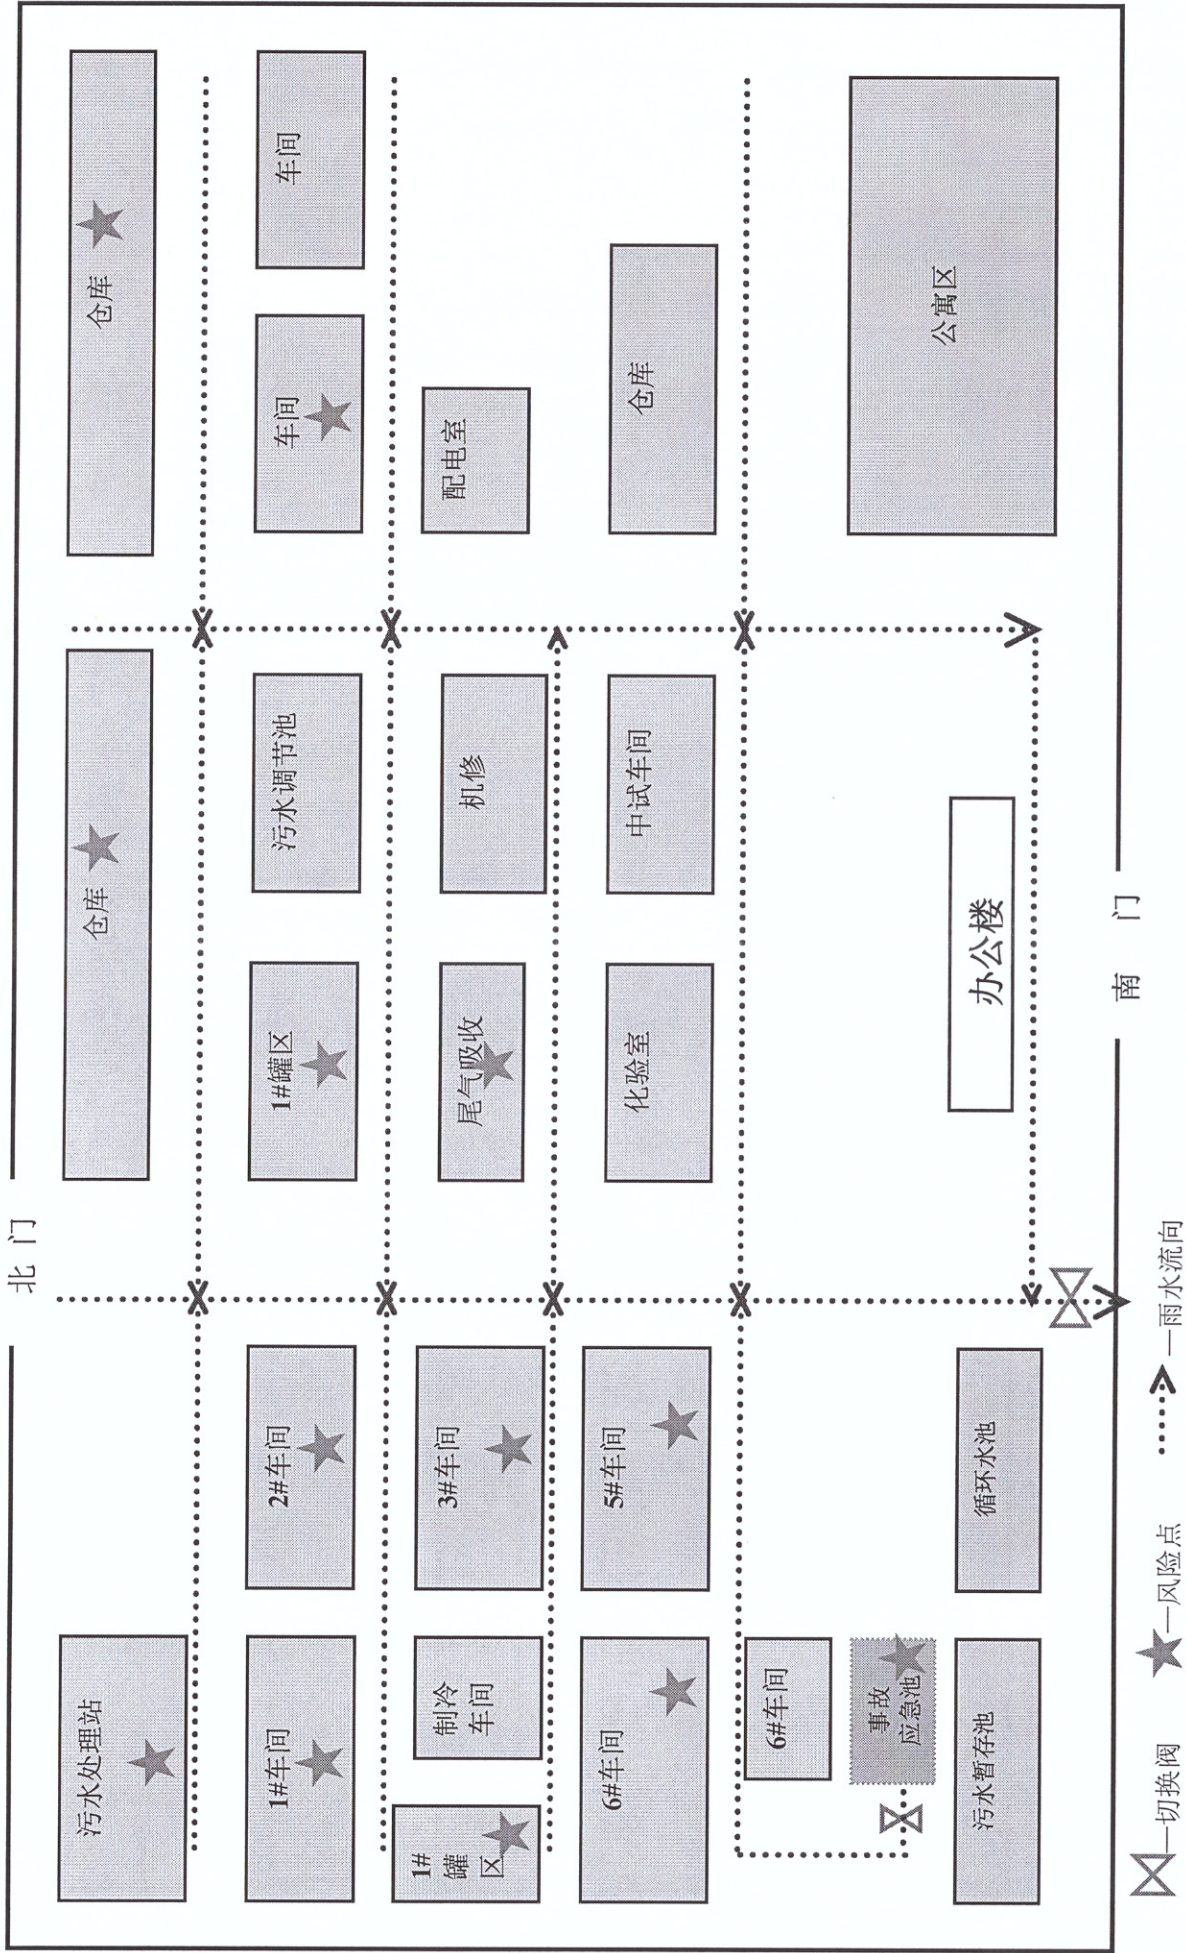 北 门
污水处理站
仓库
仓库
1#车间
2#车间
1#罐区
污水调节池
车间
车间
1#
罐
区
制冷
车间
3#车间
尾气吸收
机修
配电室
6#车间
5#车间
化验室
中试车间
仓库
6#车间
事故
应急池
污水暂存池
循环水池
办公楼
公寓区
南 门
—切换阀
—风险点
—雨水流向